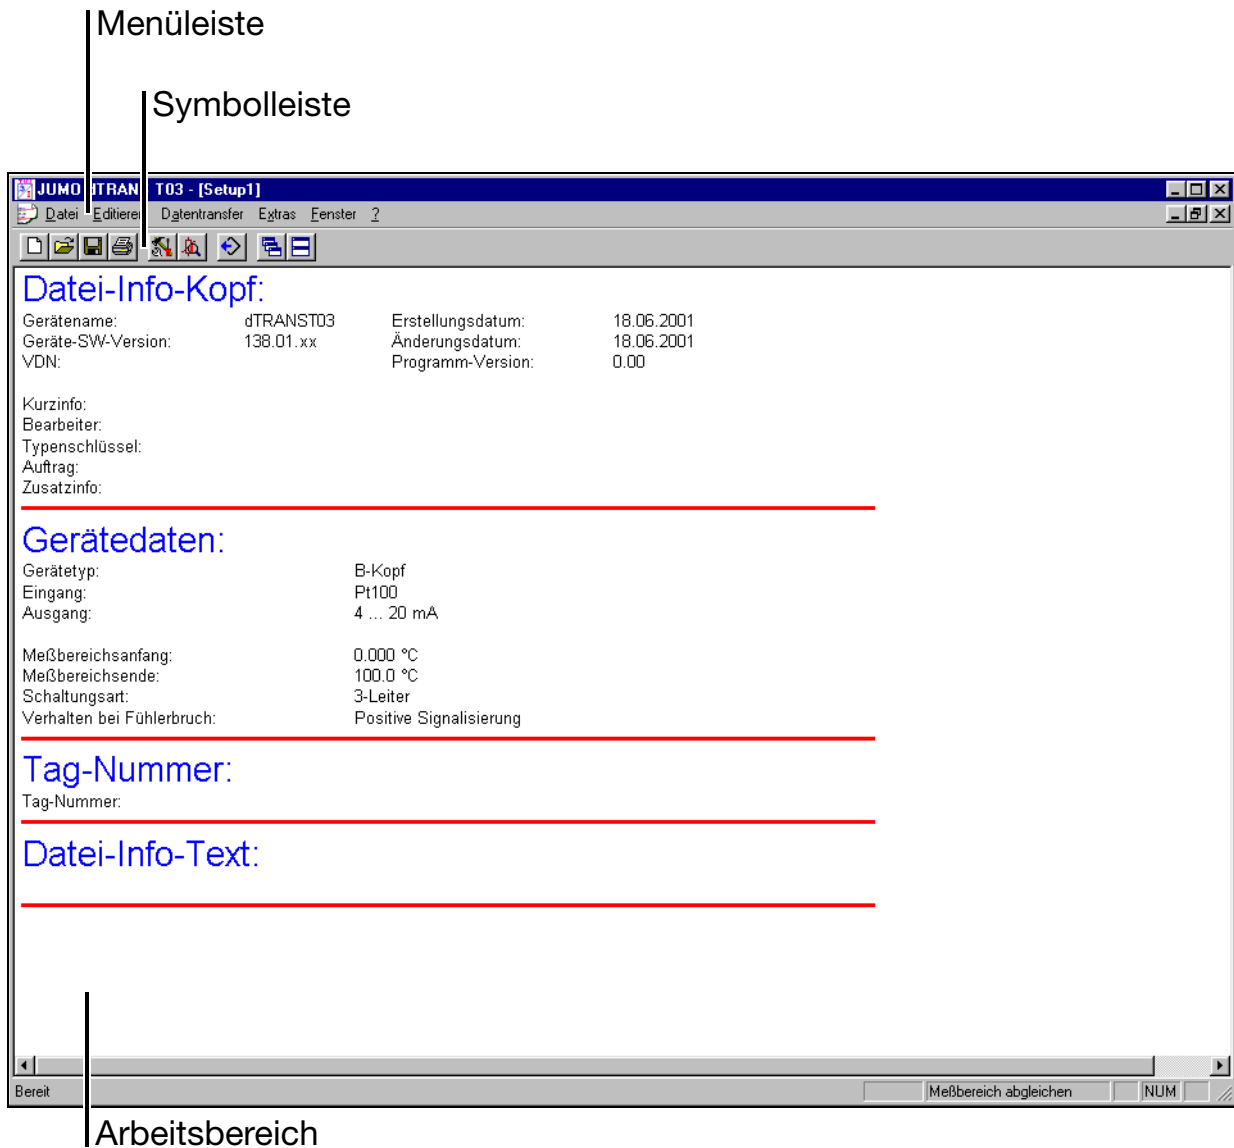 Menüleiste
Symbolleiste
JUMO dTRANS T03 - [Setup1]
Datei Editieren Datentransfer Extras Fenster ?
Datei-Info-Kopf:
Gerätename: dTRANST03 Erstellungsdatum: 18.06.2001
Geräte-SW-Version: 138.01.xx Änderungsdatum: 18.06.2001
VDN: Programm-Version: 0.00
Kurzinfo:
Bearbeiter:
Typenschlüssel:
Auftrag:
Zusatzinfo:
Gerätedaten:
Gerätetyp: B-Kopf
Eingang: Pt100
Ausgang: 4 ... 20 mA
Meßbereichsanfang: 0.000 °C
Meßbereichsende: 100.0 °C
Schaltungsart: 3-Leiter
Verhalten bei Fühlerbruch: Positive Signalisierung
Tag-Nummer:
Tag-Nummer:
Datei-Info-Text:
Bereit Meßbereich abgleichen NUM
Arbeitsbereich